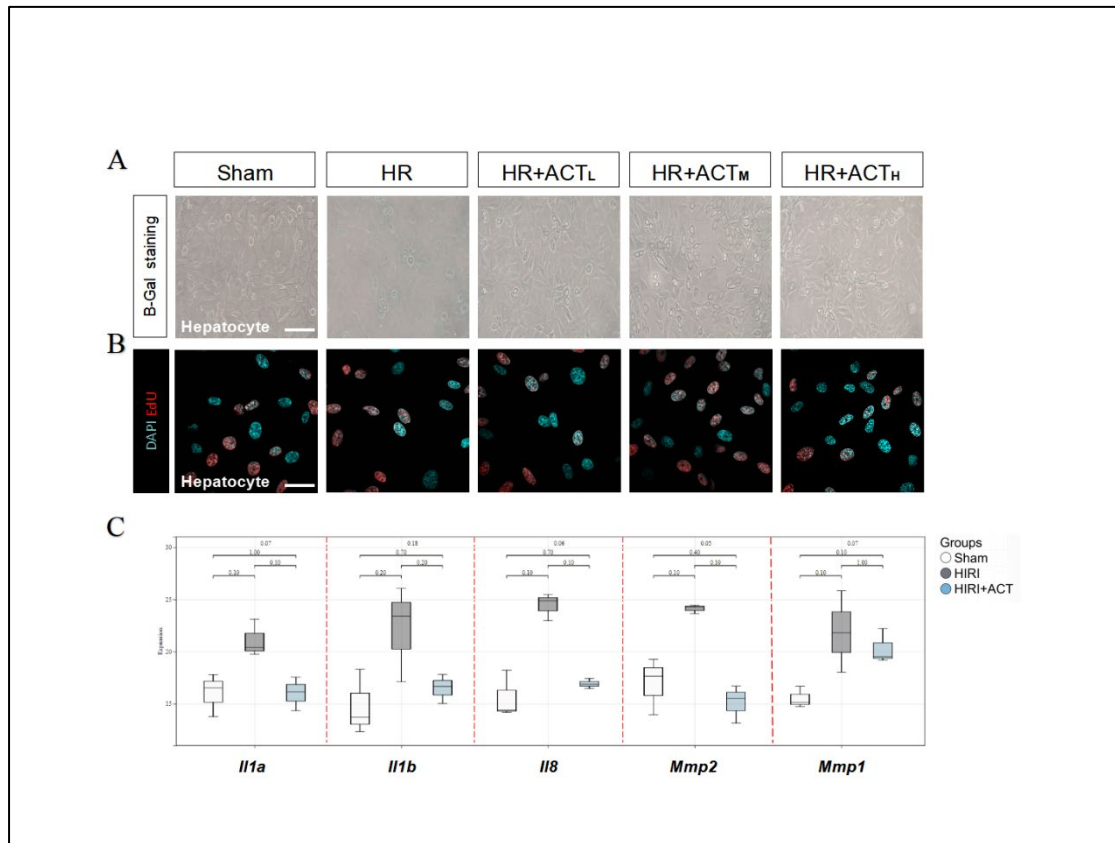 A
Sham
HR
HR+ACTL
HR+ACTM
HR+ACTH
B-Gal staining
Hepatocyte
B
DAPI EdU
Hepatocyte
C
Groups
Sham
HIRI
HIRI+ACT
Expression
30
25
20
15
0.07
1.00
0.10
0.10
0.18
0.70
0.20
0.20
0.06
0.70
0.10
0.10
0.05
0.40
0.10
0.10
0.07
0.10
0.10
1.00
Il1a
Il1b
Il8
Mmp2
Mmp1